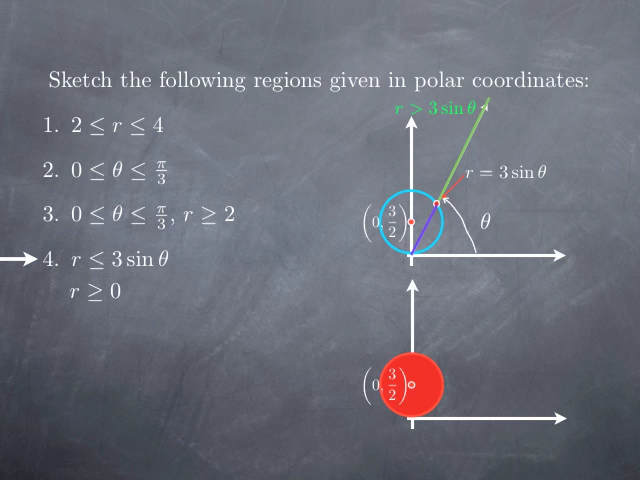 Sketch the following regions given in polar coordinates:
1. 2 ≤ r ≤ 4
2. 0 ≤ θ ≤ π/3
3. 0 ≤ θ ≤ π/3, r ≥ 2
4. r ≤ 3 sin θ
r ≥ 0
r > 3 sin θ
r = 3 sin θ
(0, 3/2)
θ
(0, 3/2)